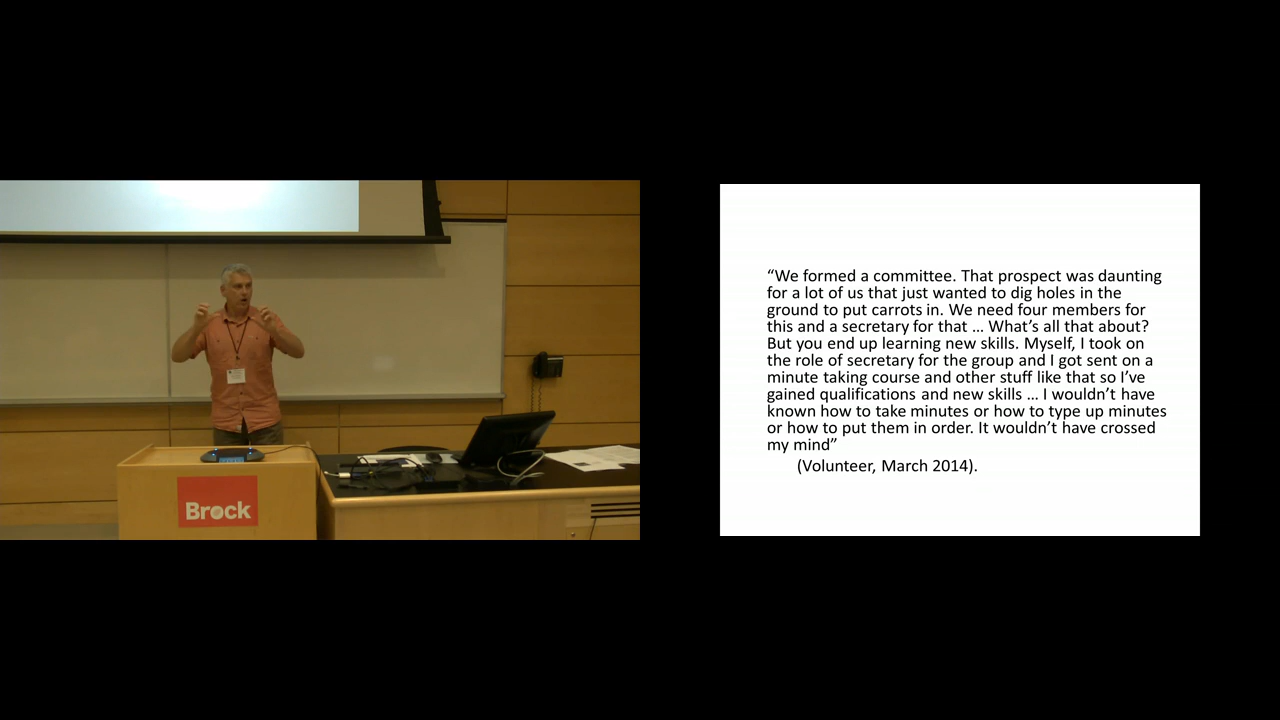 Brock
“We formed a committee. That prospect was daunting
for a lot of us that just wanted to dig holes in the
ground to put carrots in. We need four members for
this and a secretary for that … What’s all that about?
But you end up learning new skills. Myself, I took on
the role of secretary for the group and I got sent on a
minute taking course and other stuff like that so I’ve
gained qualifications and new skills … I wouldn’t have
known how to take minutes or how to type up minutes
or how to put them in order. It wouldn’t have crossed
my mind”
(Volunteer, March 2014).